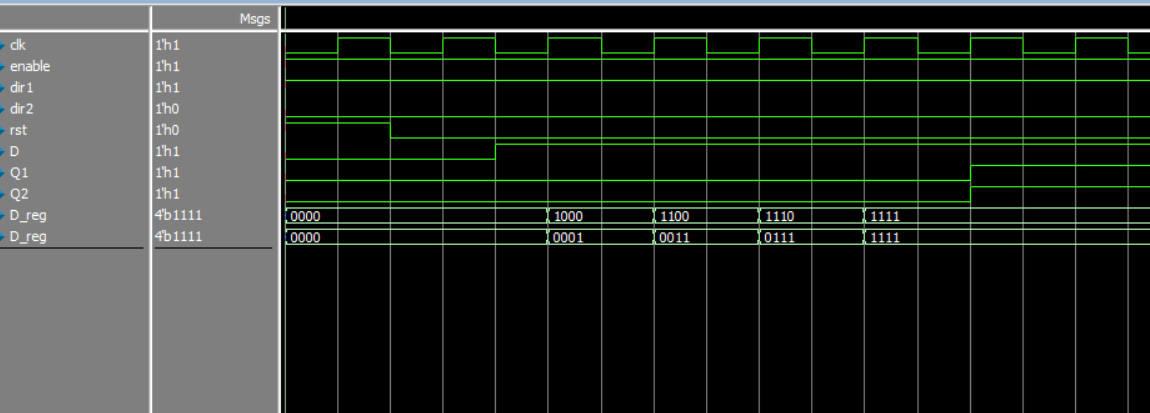 Msgs
clk 1'h1
enable 1'h1
dir1 1'h1
dir2 1'h0
rst 1'h0
D 1'h1
Q1 1'h1
Q2 1'h1
D_reg 4'b1111 0000 1000 1100 1110 1111
D_reg 4'b1111 0000 0001 0011 0111 1111